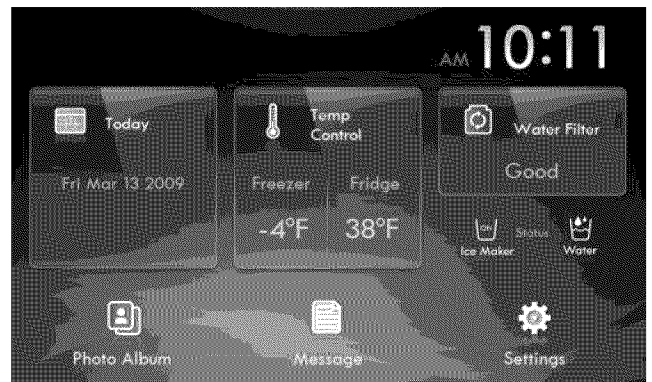 AM 10:11
Today
Temp
Control
Water Filter
Fri Mar 13 2009
Freezer Fridge
Good
-4°F 38°F
ON
Ice Maker Status Water
Photo Album Message Settings